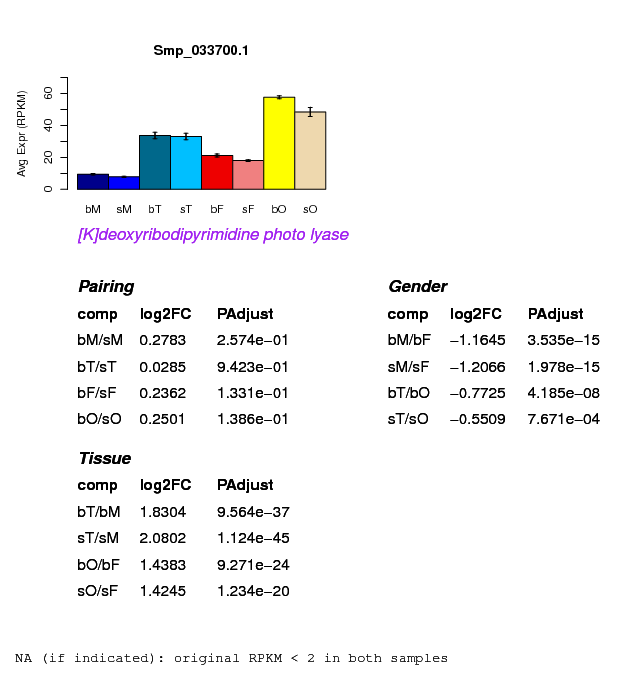 Smp_033700.1
Avg Expr (RPKM)
60
40
20
0
bM sM bT sT bF sF bO sO
[K]deoxyribodipyrimidine photo lyase
Pairing
comp log2FC PAdjust
bM/sM 0.2783 2.574e−01
bT/sT 0.0285 9.423e−01
bF/sF 0.2362 1.331e−01
bO/sO 0.2501 1.386e−01
Gender
comp log2FC PAdjust
bM/bF −1.1645 3.535e−15
sM/sF −1.2066 1.978e−15
bT/bO −0.7725 4.185e−08
sT/sO −0.5509 7.671e−04
Tissue
comp log2FC PAdjust
bT/bM 1.8304 9.564e−37
sT/sM 2.0802 1.124e−45
bO/bF 1.4383 9.271e−24
sO/sF 1.4245 1.234e−20
NA (if indicated): original RPKM < 2 in both samples